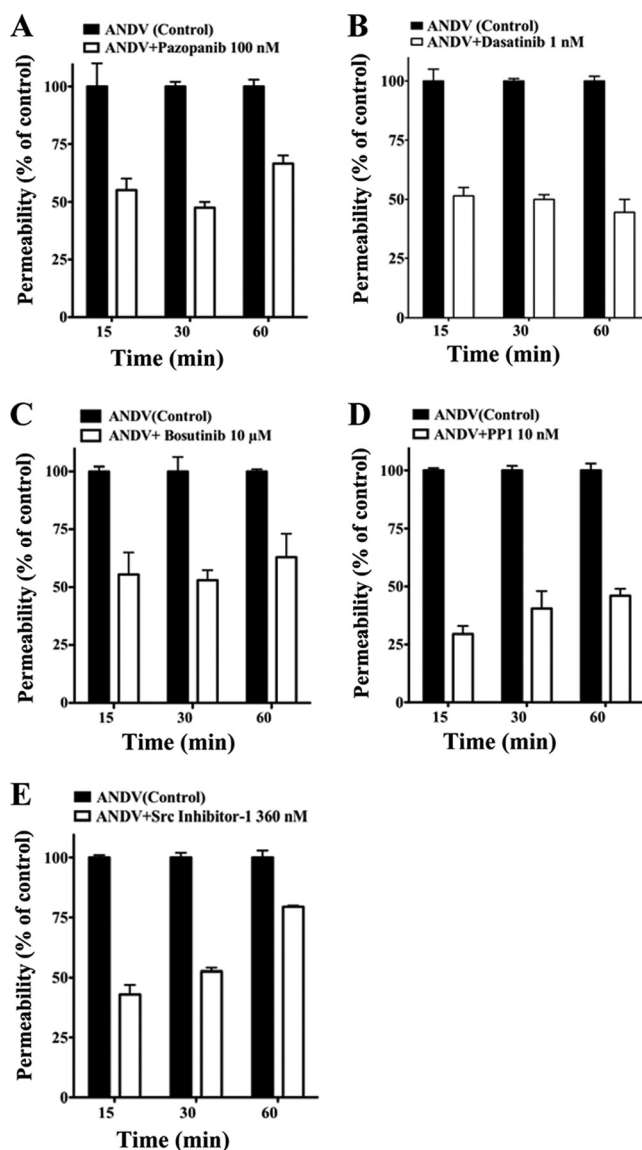 A
ANDV (Control)
ANDV+Pazopanib 100 nM
Permeability (% of control)
100
75
50
25
0
15 30 60
Time (min)
B
ANDV (Control)
ANDV+Dasatinib 1 nM
Permeability (% of control)
100
75
50
25
0
15 30 60
Time (min)
C
ANDV(Control)
ANDV+ Bosutinib 10 µM
Permeability (% of control)
100
75
50
25
0
15 30 60
Time (min)
D
ANDV(Control)
ANDV+PP1 10 nM
Permeability (% of control)
100
75
50
25
0
15 30 60
Time (min)
E
ANDV(Control)
ANDV+Src Inhibitor-1 360 nM
Permeability (% of control)
100
75
50
25
0
15 30 60
Time (min)